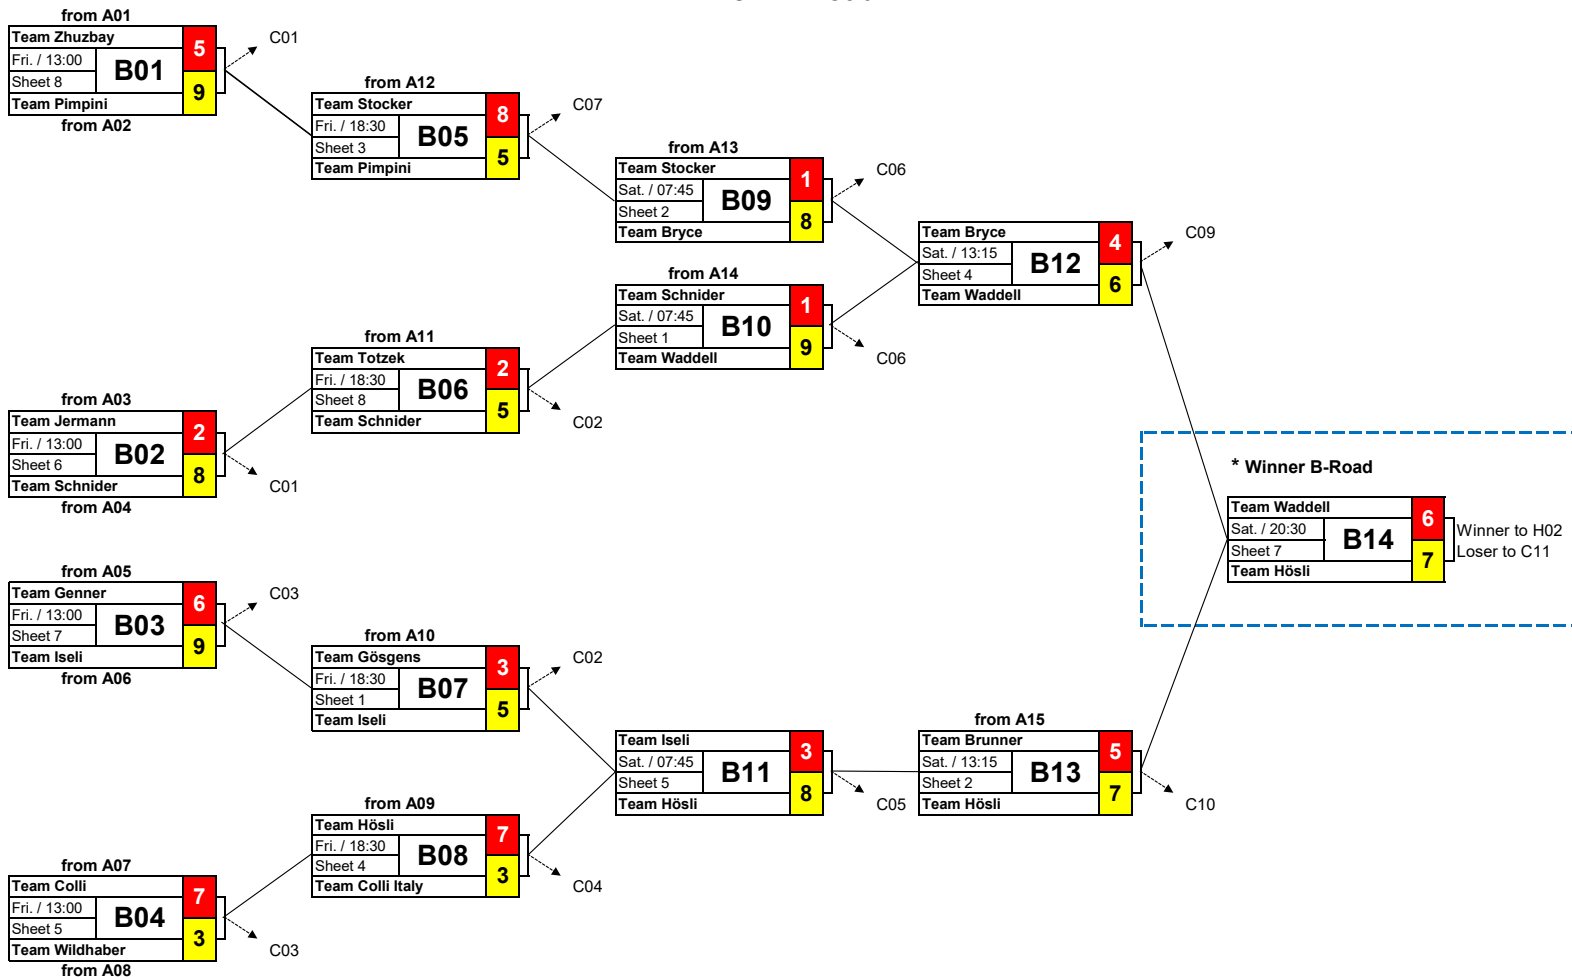 from A01
Team Zhuzbay
5
Fri. / 13:00
B01
Sheet 8
9
Team Pimpini
from A02
C01
from A12
Team Stocker
8
Fri. / 18:30
B05
Sheet 3
5
Team Pimpini
C07
from A13
Team Stocker
1
Sat. / 07:45
B09
Sheet 2
8
Team Bryce
C06
Team Bryce
4
Sat. / 13:15
B12
Sheet 4
6
Team Waddell
C09
from A14
Team Schnider
1
Sat. / 07:45
B10
Sheet 1
9
Team Waddell
C06
from A11
Team Totzek
2
Fri. / 18:30
B06
Sheet 8
5
Team Schnider
C02
from A03
Team Jermann
2
Fri. / 13:00
B02
Sheet 6
8
Team Schnider
from A04
C01
* Winner B-Road
Team Waddell
6
Sat. / 20:30
B14
Sheet 7
7
Team Hösli
Winner to H02
Loser to C11
from A05
Team Genner
6
Fri. / 13:00
B03
Sheet 7
9
Team Iseli
from A06
C03
from A10
Team Gösgens
3
Fri. / 18:30
B07
Sheet 1
5
Team Iseli
C02
Team Iseli
3
Sat. / 07:45
B11
Sheet 5
8
Team Hösli
C05
from A15
Team Brunner
5
Sat. / 13:15
B13
Sheet 2
7
Team Hösli
C10
from A09
Team Hösli
7
Fri. / 18:30
B08
Sheet 4
3
Team Colli Italy
C04
from A07
Team Colli
7
Fri. / 13:00
B04
Sheet 5
3
Team Wildhaber
from A08
C03